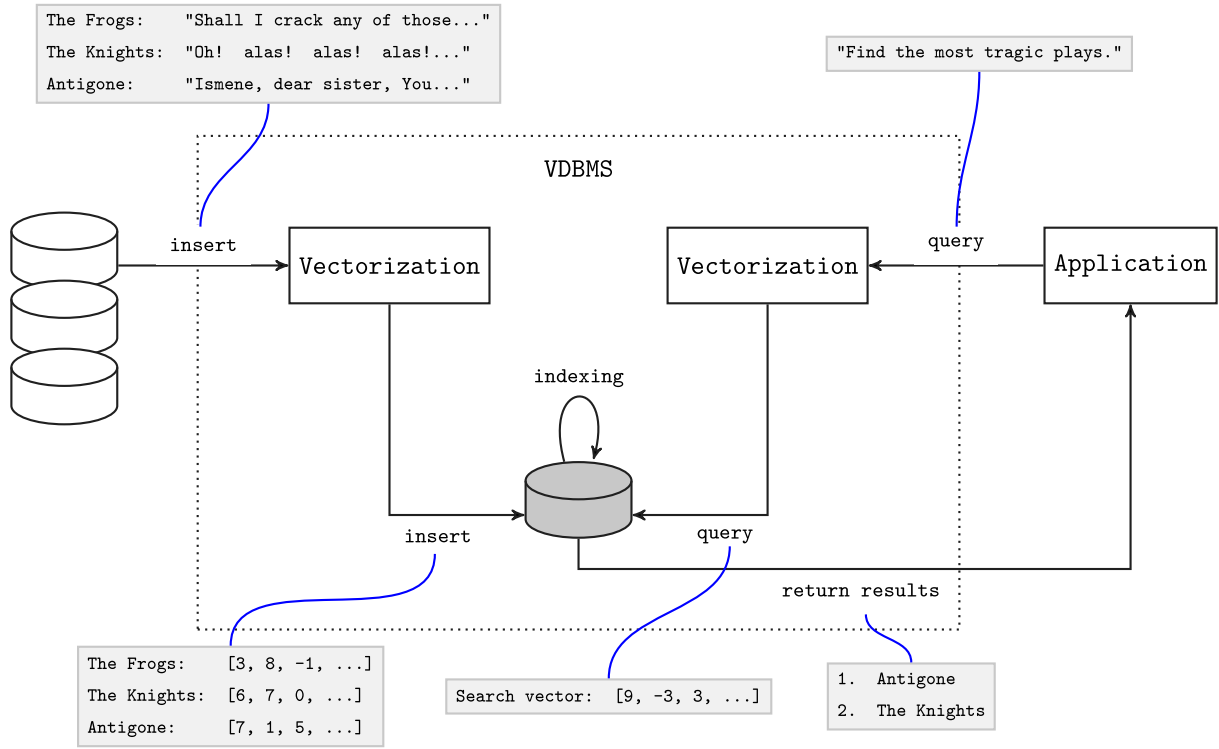 The Frogs: "Shall I crack any of those..."
The Knights: "Oh! alas! alas! alas!..."
Antigone: "Ismene, dear sister, You..."
"Find the most tragic plays."
VDBMS
insert
query
Vectorization
Vectorization
Application
indexing
insert
query
return results
The Frogs: [3, 8, -1, ...]
The Knights: [6, 7, 0, ...]
Antigone: [7, 1, 5, ...]
Search vector: [9, -3, 3, ...]
1. Antigone
2. The Knights